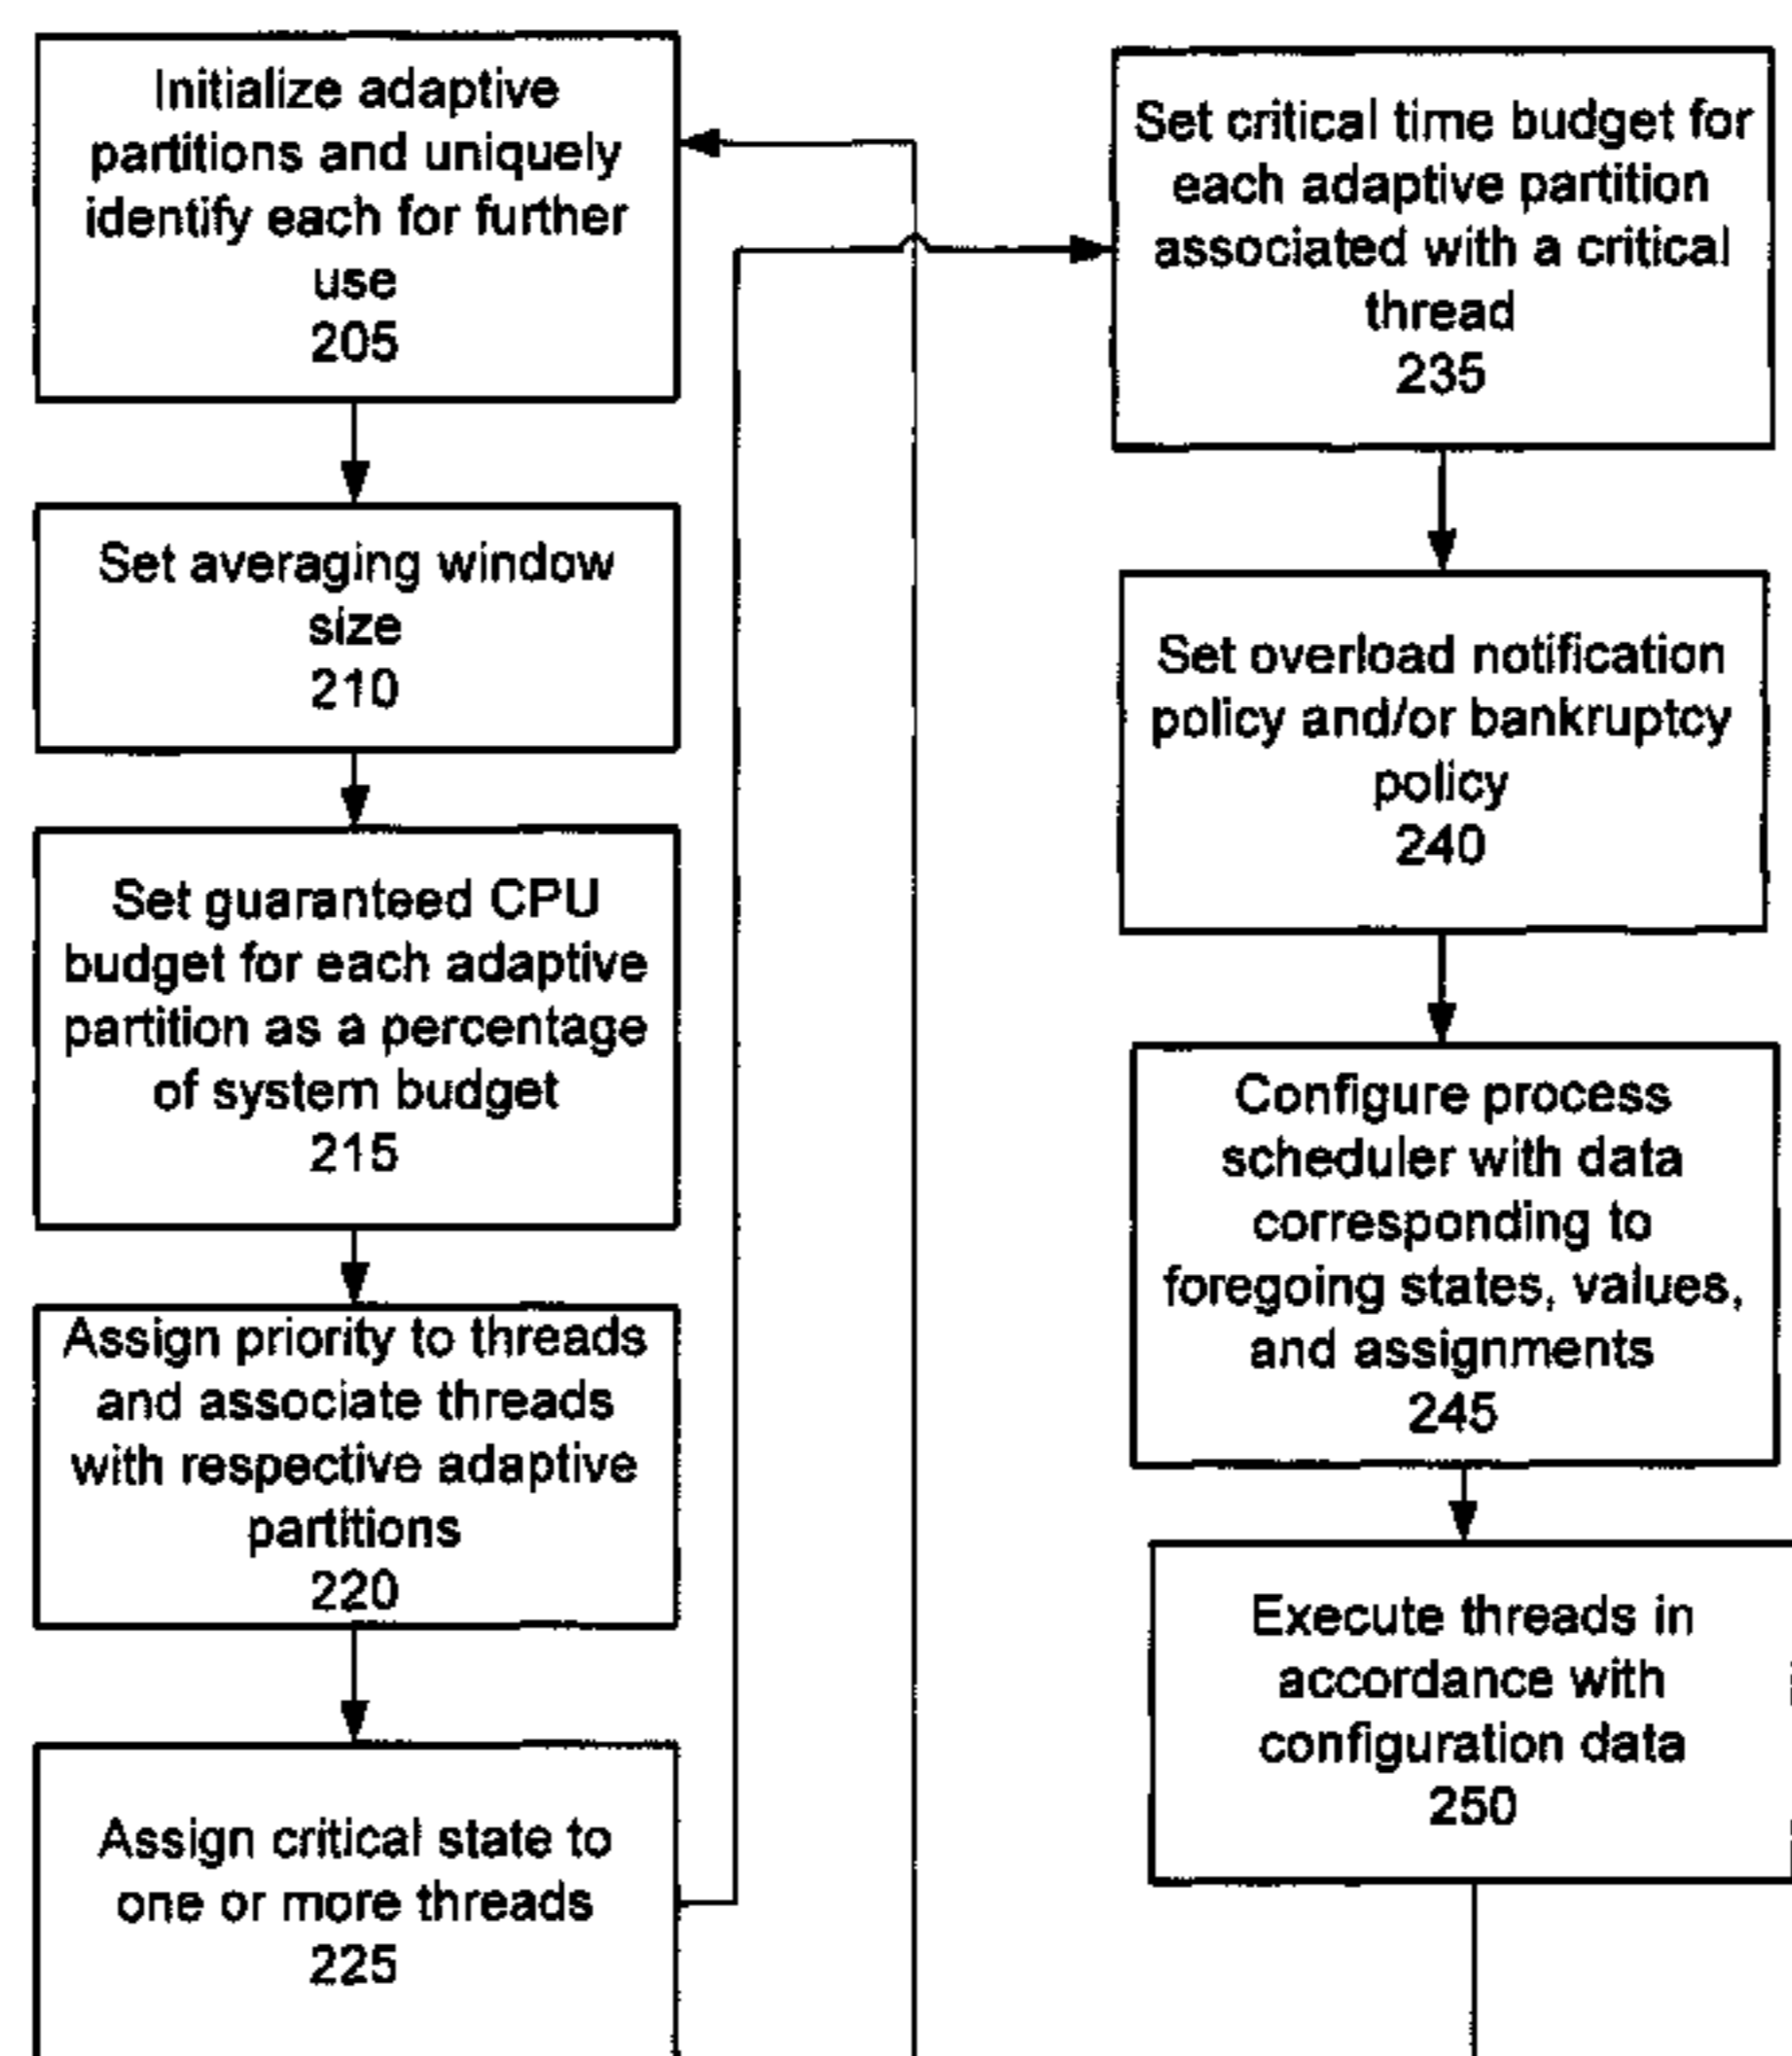 Initialize adaptive
partitions and uniquely
identify each for further
use
205
Set averaging window
size
210
Set guaranteed CPU
budget for each adaptive
partition as a percentage
of system budget
215
Assign priority to threads
and associate threads
with respective adaptive
partitions
220
Assign critical state to
one or more threads
225
Set critical time budget for
each adaptive partition
associated with a critical
thread
235
Set overload notification
policy and/or bankruptcy
policy
240
Configure process
scheduler with data
corresponding to
foregoing states, values,
and assignments
245
Execute threads in
accordance with
configuration data
250